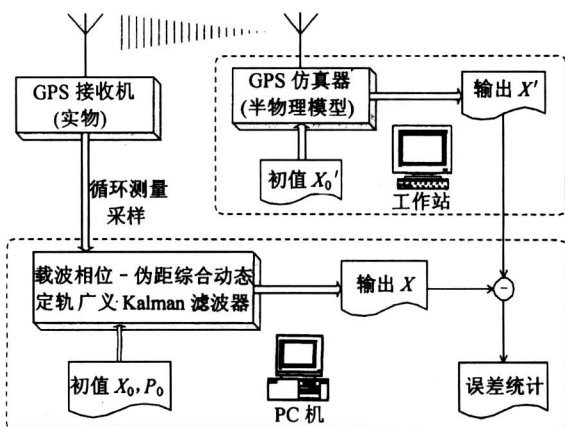 GPS 接收机
(实物)
GPS 仿真器
(半物理模型)
输出 X′
初值 X₀′
工作站
循环测量
采样
载波相位－伪距综合动态
定轨广义 Kalman 滤波器
输出 X
-
初值 X₀, P₀
PC 机
误差统计